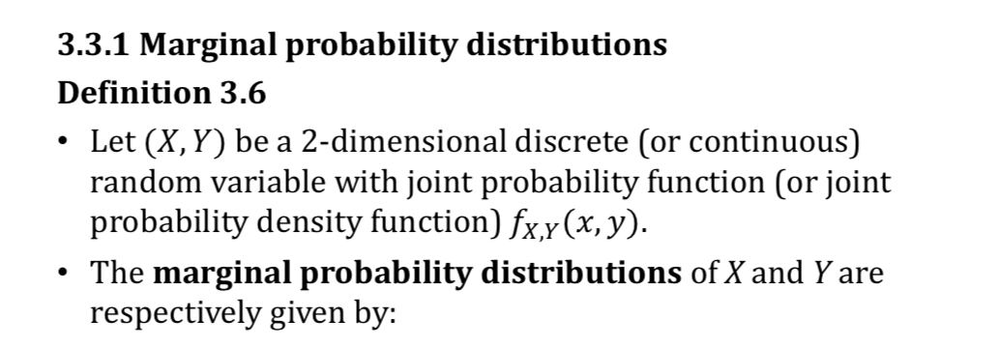 3.3.1 Marginal probability distributions
Definition 3.6
• Let (X, Y) be a 2-dimensional discrete (or continuous)
random variable with joint probability function (or joint
probability density function) f_{X,Y}(x, y).
• The marginal probability distributions of X and Y are
respectively given by: